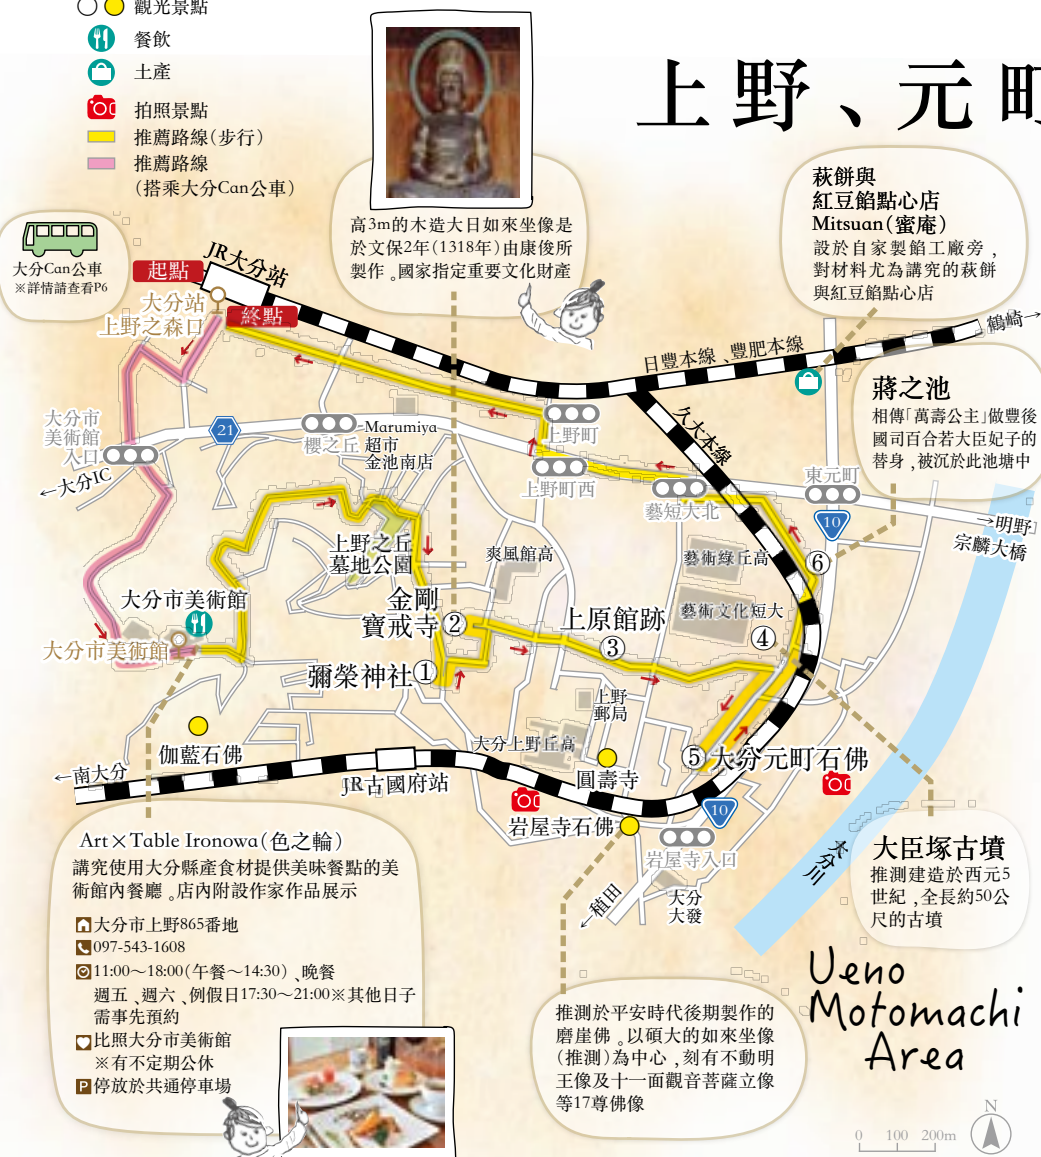 觀光景點
餐飲
土產
拍照景點
推薦路線(步行)
推薦路線
(搭乘大分Can公車)
上野、元町
高3m的木造大日如來坐像是
於文保2年(1318年)由康俊所
製作。國家指定重要文化財產
萩餅與
紅豆餡點心店
Mitsuan(蜜庵)
設於自家製餡工廠旁，
對材料尤為講究的萩餅
與紅豆餡點心店
大分Can公車
※詳情請查看P6
起點
JR大分站
大分站
上野之森口
終點
日豐本線、豐肥本線
鶴崎→
蔣之池
相傳「萬壽公主」做豐後
國司百合若大臣妃子的
替身，被沉於此池塘中
久大本線
大分市
美術館
入口
←大分IC
21
櫻之丘
Marumiya
超市
金池南店
上野町
上野町西
藝短大北
東元町
10
→明野
宗麟大橋
上野之丘
墓地公園
爽風館高
藝術綠丘高
⑥
大分市美術館
大分市美術館
金剛
寶戒寺②
上原館跡
③
藝術文化短大
④
彌榮神社①
上野
郵局
伽藍石佛
←南大分
JR古國府站
大分上野丘高
圓壽寺
⑤大分元町石佛
岩屋寺石佛
10
岩屋寺入口
←稙田
大分
大發
大分川
大臣塚古墳
推測建造於西元5
世紀，全長約50公
尺的古墳
Art×Table Ironowa(色之輪)
講究使用大分縣產食材提供美味餐點的美
術館內餐廳。店內附設作家作品展示
大分市上野865番地
097-543-1608
11:00～18:00(午餐～14:30)、晚餐
週五、週六、例假日17:30～21:00※其他日子
需事先預約
比照大分市美術館
※有不定期公休
P停放於共通停車場
推測於平安時代後期製作的
磨崖佛。以碩大的如來坐像
(推測)為中心，刻有不動明
王像及十一面觀音菩薩立像
等17尊佛像
Ueno
Motomachi
Area
N
0 100 200m